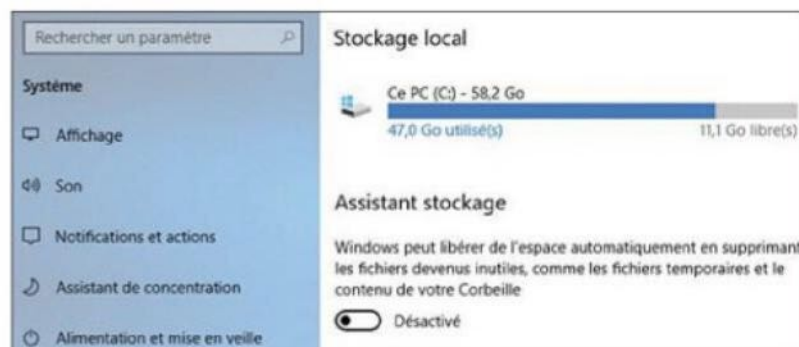 Rechercher un paramètre
Système
Affichage
Son
Notifications et actions
Assistant de concentration
Alimentation et mise en veille
Stockage local
Ce PC (C:) - 58,2 Go
47,0 Go utilisé(s)
11,1 Go libre(s)
Assistant stockage
Windows peut libérer de l'espace automatiquement en supprimant
les fichiers devenus inutiles, comme les fichiers temporaires et le
contenu de votre Corbeille
Désactivé